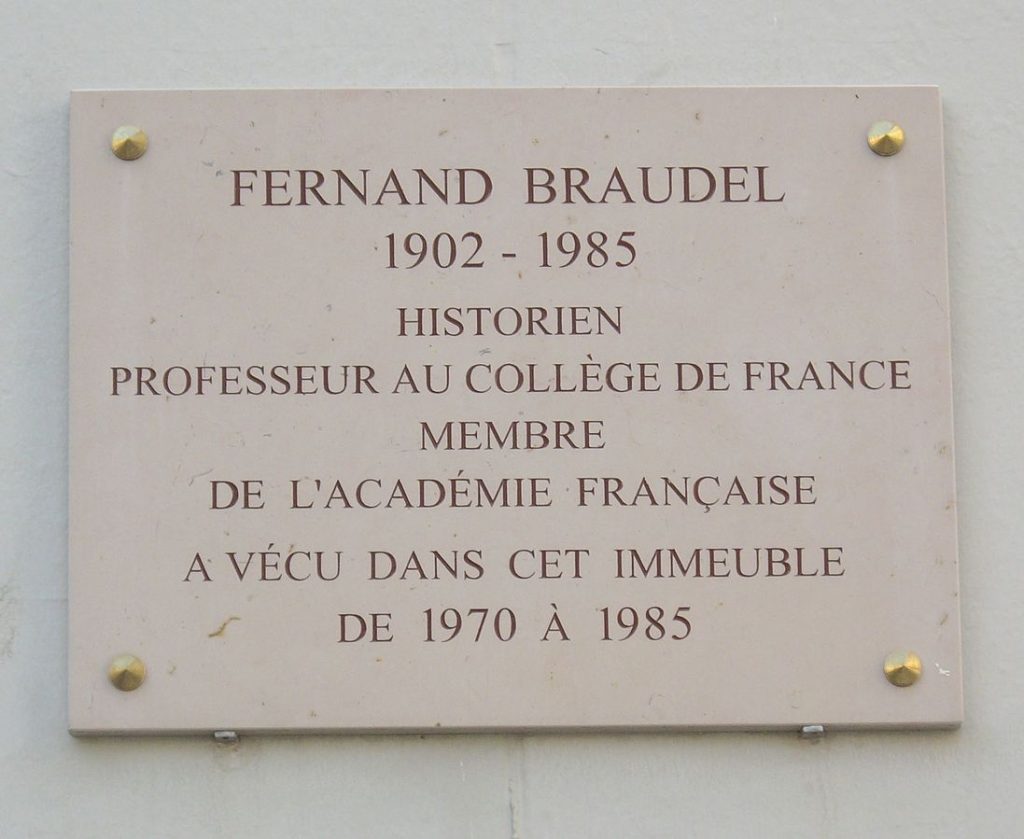 FERNAND BRAUDEL
1902 - 1985
HISTORIEN
PROFESSEUR AU COLLÈGE DE FRANCE
MEMBRE
DE L'ACADÉMIE FRANÇAISE
A VÉCU DANS CET IMMEUBLE
DE 1970 À 1985